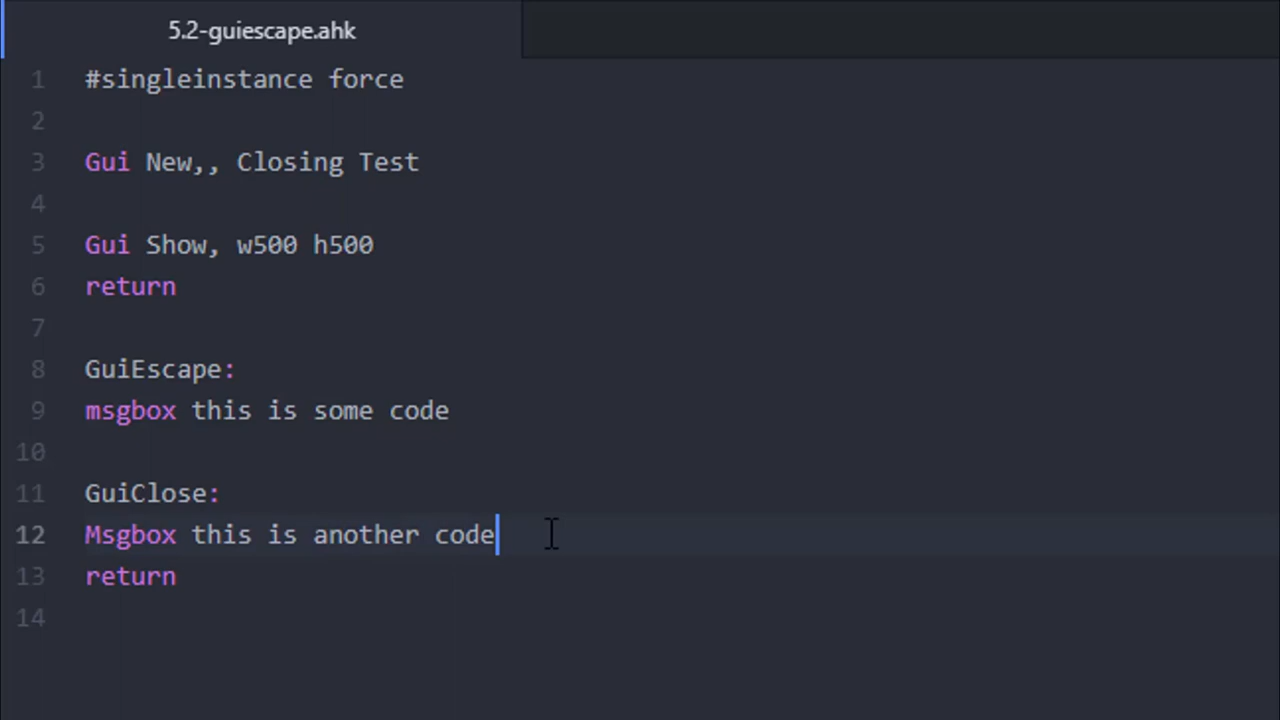 5.2-guiescape.ahk
1 #singleinstance force
2
3 Gui New,, Closing Test
4
5 Gui Show, w500 h500
6 return
7
8 GuiEscape:
9 msgbox this is some code
10
11 GuiClose:
12 Msgbox this is another code
13 return
14